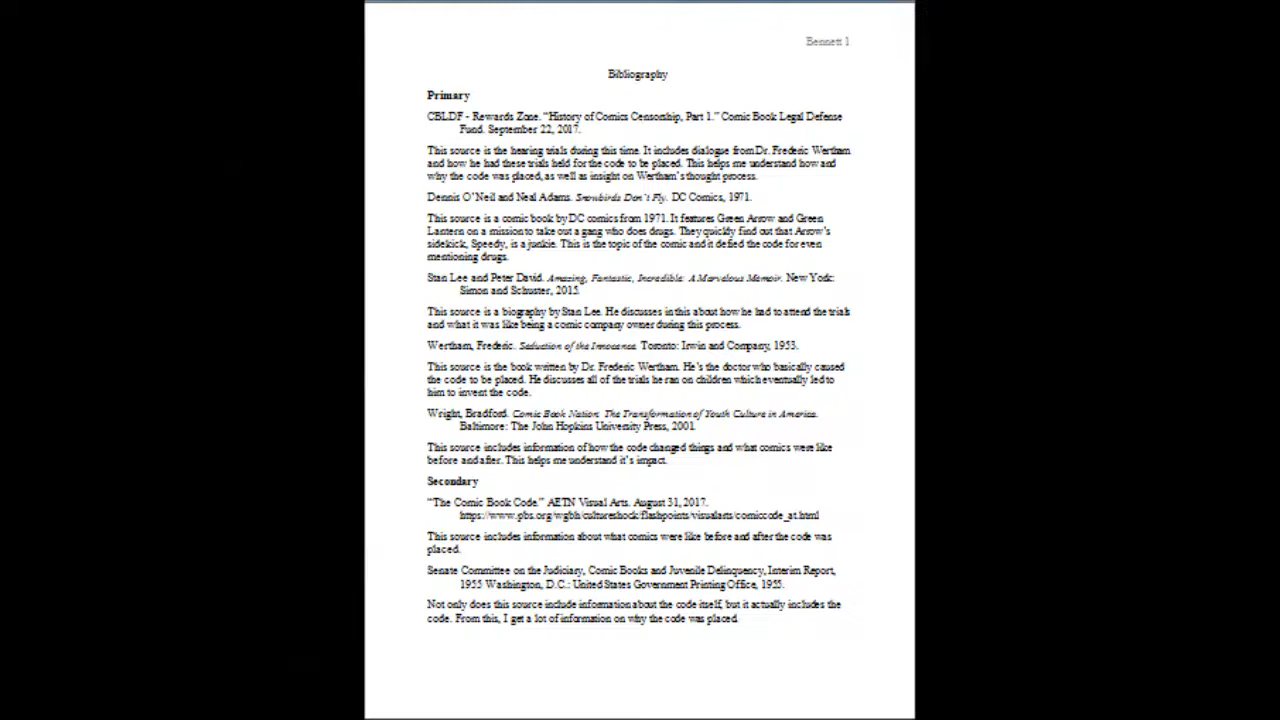 Bennett 1
Bibliography
Primary
CBLDF - Rewards Zone. "History of Comics Censorship, Part 1." Comic Book Legal Defense
Fund. September 22, 2017.
This source is the hearing trials during this time. It includes dialogue from Dr. Frederic Wertham
and how he had these trials held for the code to be placed. This helps me understand how and
why the code was placed, as well as insight on Wertham's thought process.
Dennis O'Neil and Neal Adams. Snowbirds Don't Fly. DC Comics, 1971.
This source is a comic book by DC comics from 1971. It features Green Arrow and Green
Lantern on a mission to take out a gang who does drugs. They quickly find out that Arrow's
sidekick, Speedy, is a junkie. This is the topic of the comic and it defied the code for even
mentioning drugs.
Stan Lee and Peter David. Amazing, Fantastic, Incredible: A Marvelous Memoir. New York:
Simon and Schuster, 2015.
This source is a biography by Stan Lee. He discusses in this about how he had to attend the trials
and what it was like being a comic company owner during this process.
Wertham, Frederic. Seduction of the Innocence. Toronto: Irwin and Company, 1953.
This source is the book written by Dr. Frederic Wertham. He's the doctor who basically caused
the code to be placed. He discusses all of the trials he ran on children which eventually led to
him to invent the code.
Wright, Bradford. Comic Book Nation: The Transformation of Youth Culture in America.
Baltimore: The John Hopkins University Press, 2001.
This source includes information of how the code changed things and what comics were like
before and after. This helps me understand it's impact.
Secondary
"The Comic Book Code." AETN Visual Arts. August 31, 2017.
https://www.pbs.org/wgbh/cultureshock/flashpoints/visualarts/comiccode_at.html
This source includes information about what comics were like before and after the code was
placed.
Senate Committee on the Judiciary, Comic Books and Juvenile Delinquency, Interim Report,
1955 Washington, D.C.: United States Government Printing Office, 1955.
Not only does this source include information about the code itself, but it actually includes the
code. From this, I get a lot of information on why the code was placed.